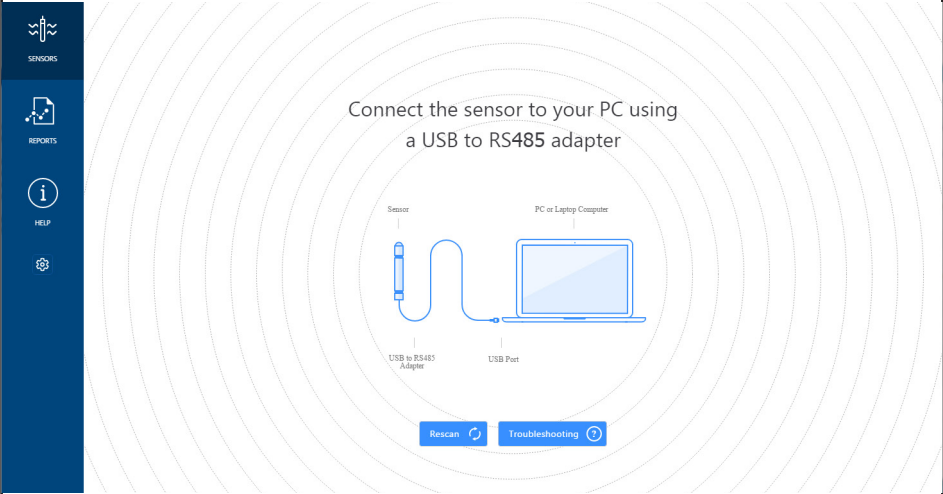 SENSORS
REPORTS
HELP
Connect the sensor to your PC using
a USB to RS485 adapter
Sensor
PC or Laptop Computer
USB to RS485
Adapter
USB Port
Rescan
Troubleshooting